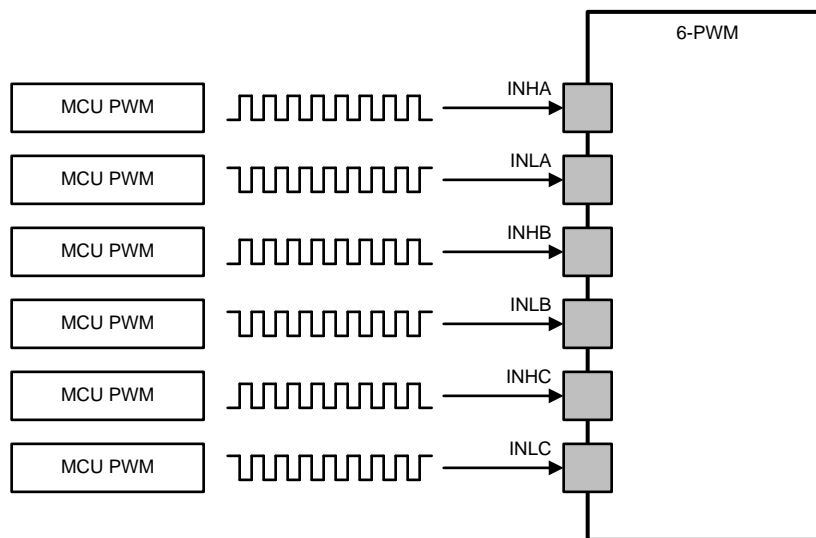 6-PWM
MCU PWM INHA
MCU PWM INLA
MCU PWM INHB
MCU PWM INLB
MCU PWM INHC
MCU PWM INLC